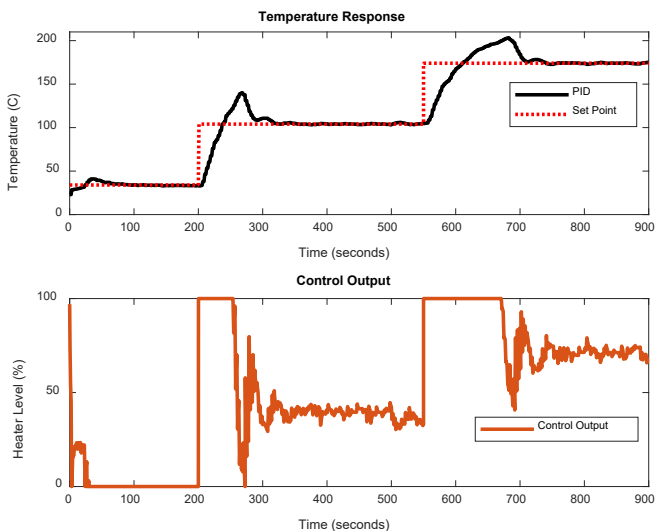 Temperature Response
Temperature (C)
200
150
100
50
0
PID
Set Point
0 100 200 300 400 500 600 700 800 900
Time (seconds)
Control Output
Heater Level (%)
100
50
0
Control Output
0 100 200 300 400 500 600 700 800 900
Time (seconds)